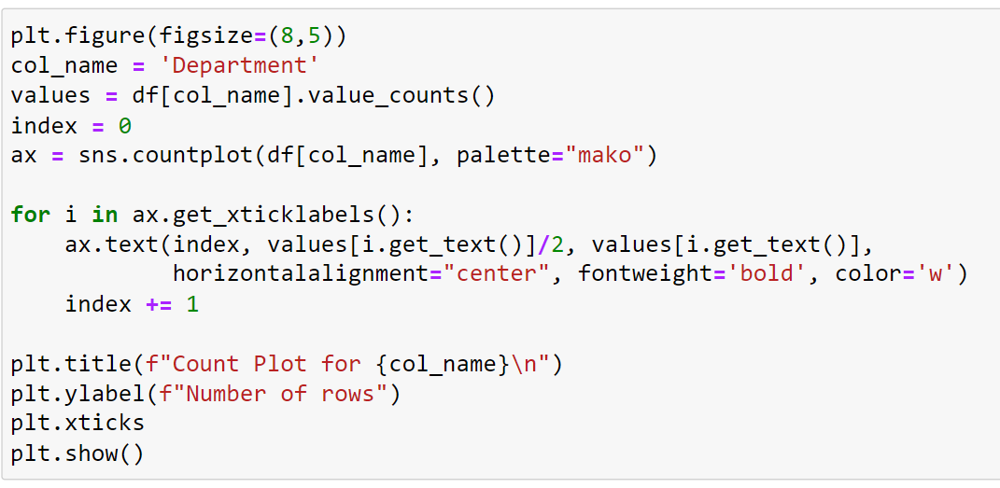 plt.figure(figsize=(8,5))
col_name = 'Department'
values = df[col_name].value_counts()
index = 0
ax = sns.countplot(df[col_name], palette="mako")

for i in ax.get_xticklabels():
    ax.text(index, values[i.get_text()]/2, values[i.get_text()],
            horizontalalignment="center", fontweight='bold', color='w')
    index += 1

plt.title(f"Count Plot for {col_name}\n")
plt.ylabel(f"Number of rows")
plt.xticks
plt.show()